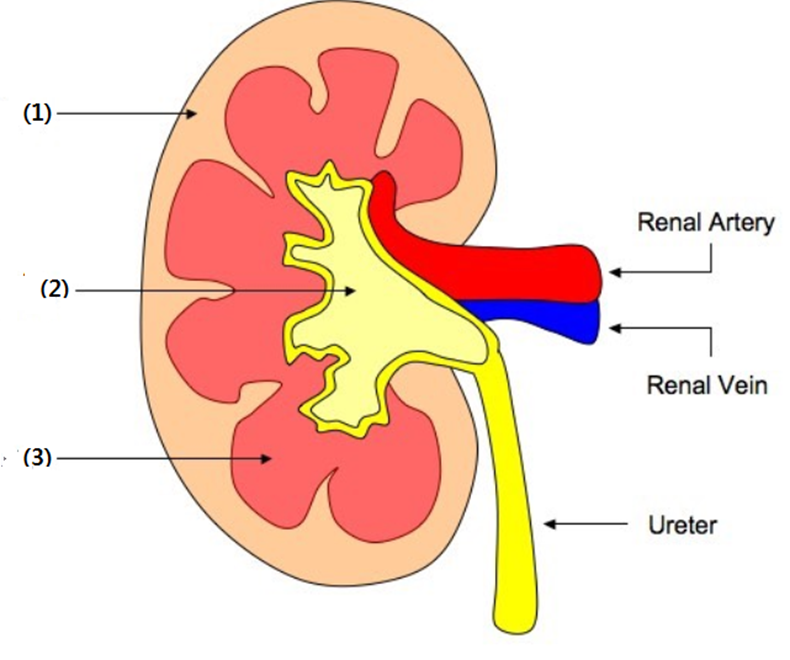 (1)
Renal Artery
(2)
Renal Vein
(3)
Ureter